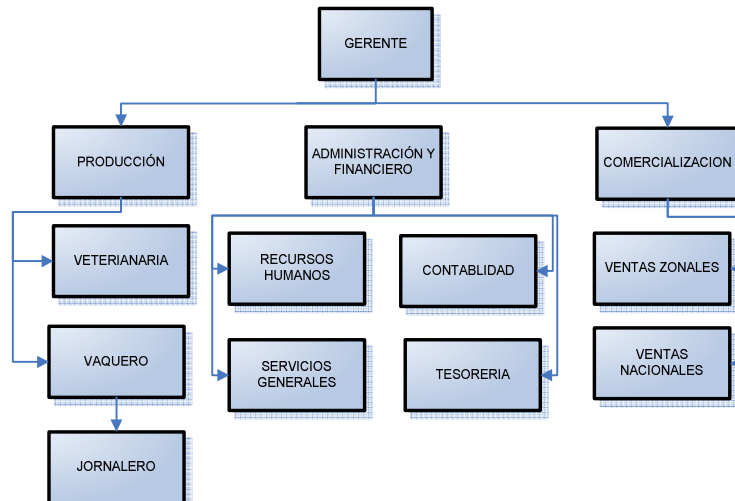 GERENTE
PRODUCCIÓN
ADMINISTRACIÓN Y
FINANCIERO
COMERCIALIZACION
VETERIANARIA
RECURSOS
HUMANOS
CONTABLIDAD
VENTAS ZONALES
VAQUERO
SERVICIOS
GENERALES
TESORERIA
VENTAS
NACIONALES
JORNALERO